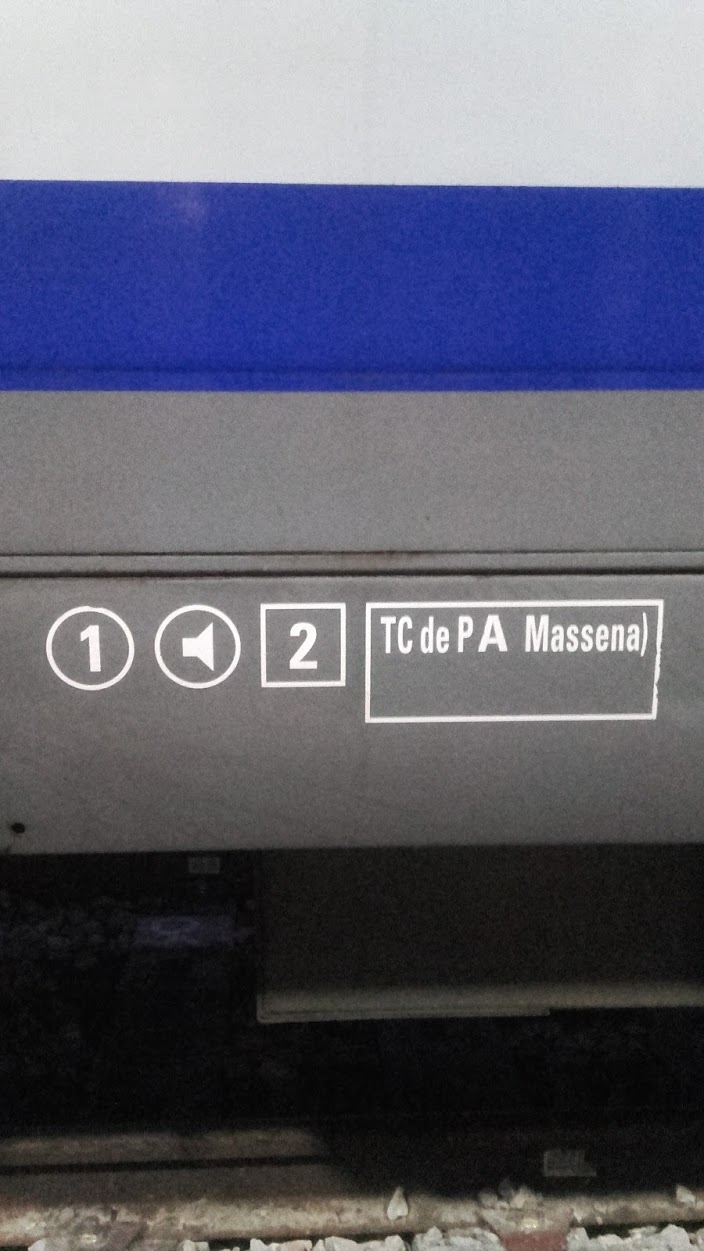 1 2 TC de PA Massena)